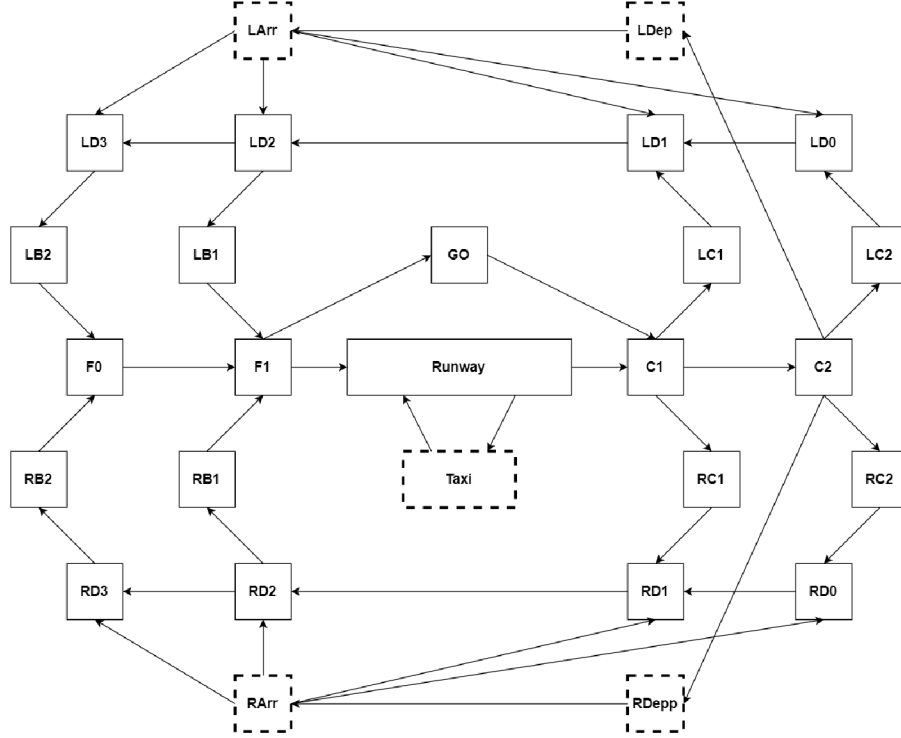 LArr LDep
LD3 LD2 LD1 LD0
LB2 LB1 GO LC1 LC2
F0 F1 Runway C1 C2
RB2 RB1 Taxi RC1 RC2
RD3 RD2 RD1 RD0
RArr RDepp